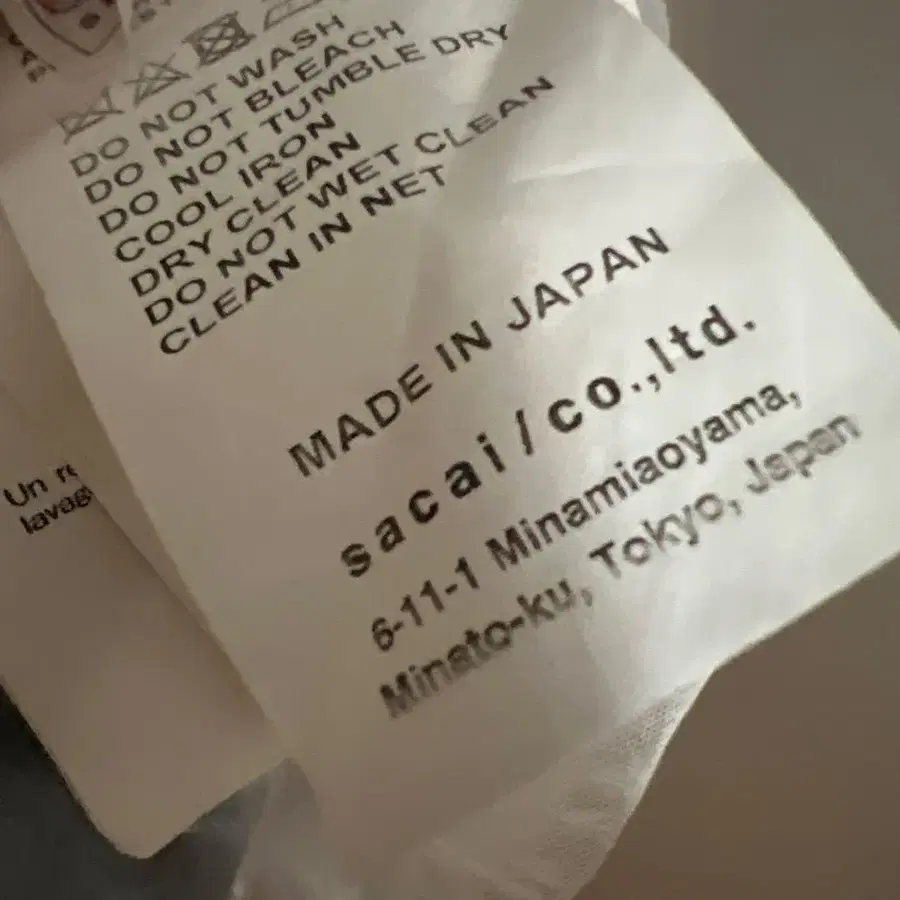 DO NOT WASH
DO NOT BLEACH
DO NOT TUMBLE DRY
COOL IRON
DRY CLEAN
DO NOT WET CLEAN
CLEAN IN NET
MADE IN JAPAN
sacai/co.,ltd.
6-11-1 Minamiaoyama,
Minato-ku, Tokyo, Japan
Un